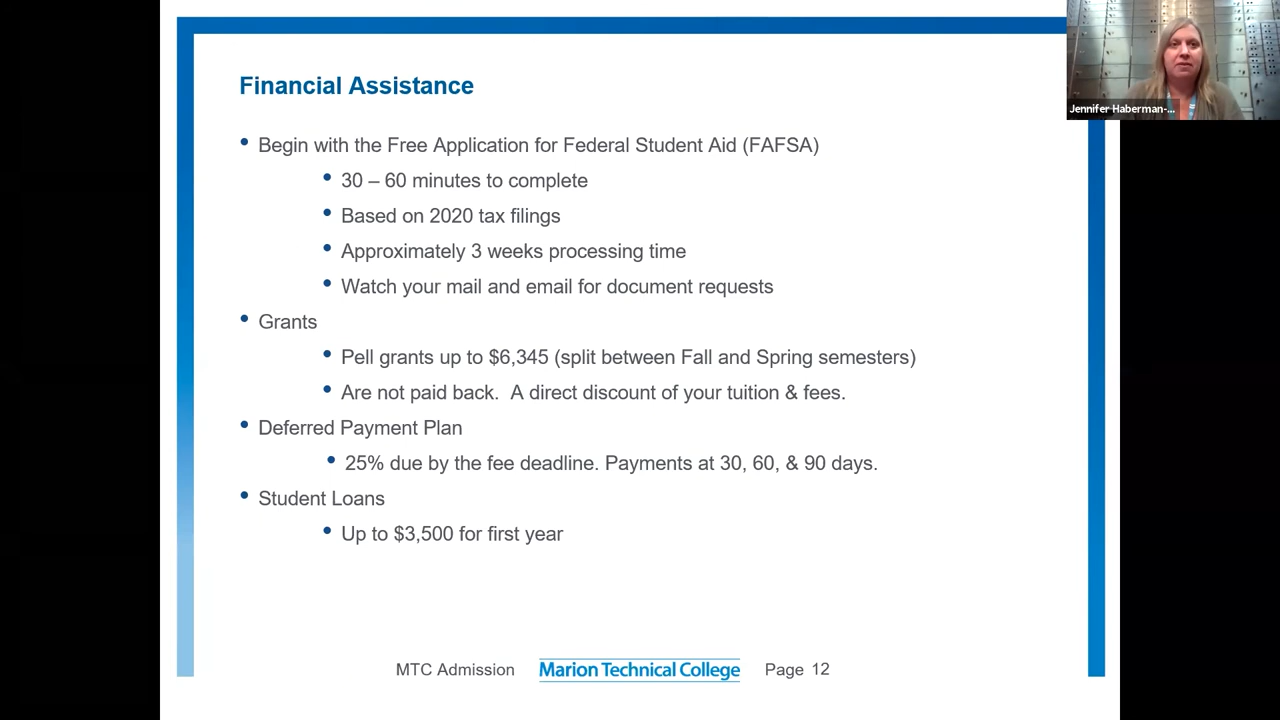 Jennifer Haberman-...
Financial Assistance
• Begin with the Free Application for Federal Student Aid (FAFSA)
• 30 – 60 minutes to complete
• Based on 2020 tax filings
• Approximately 3 weeks processing time
• Watch your mail and email for document requests
• Grants
• Pell grants up to $6,345 (split between Fall and Spring semesters)
• Are not paid back.  A direct discount of your tuition & fees.
• Deferred Payment Plan
• 25% due by the fee deadline. Payments at 30, 60, & 90 days.
• Student Loans
• Up to $3,500 for first year
MTC Admission Marion Technical College Page 12